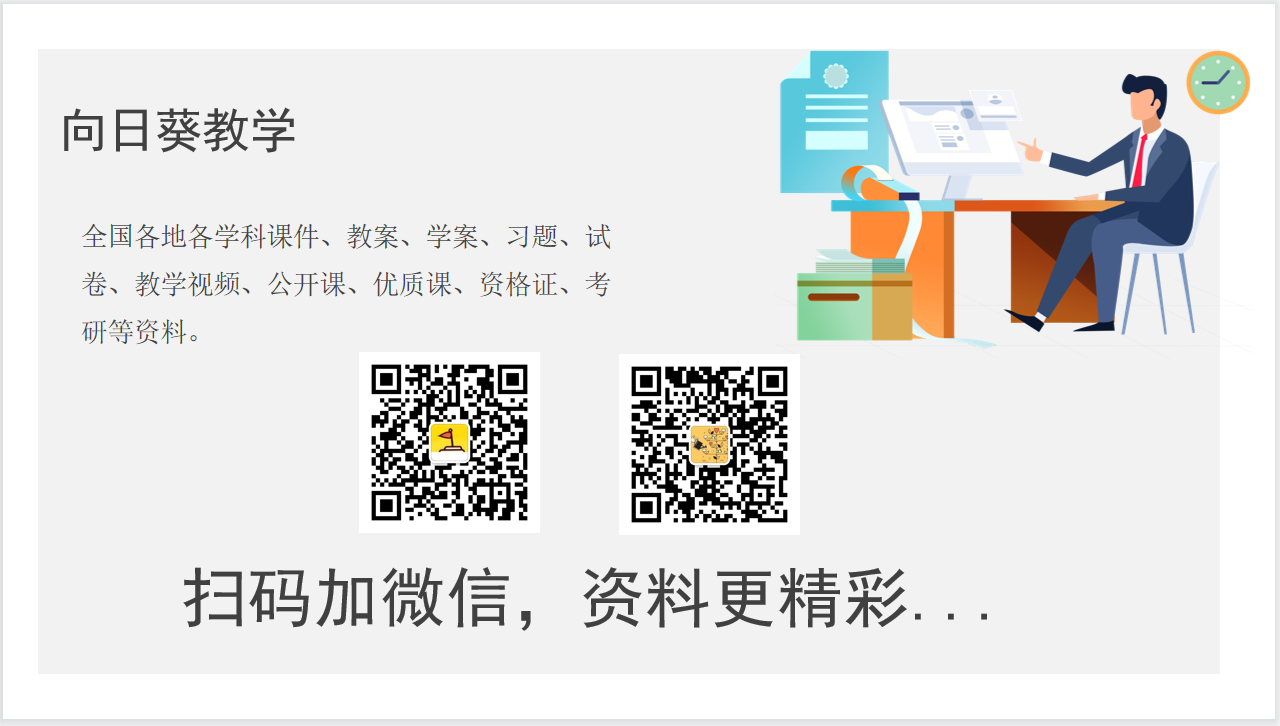 向日葵教学
全国各地各学科课件、教案、学案、习题、试
卷、教学视频、公开课、优质课、资格证、考
研等资料。
扫码加微信，资料更精彩...